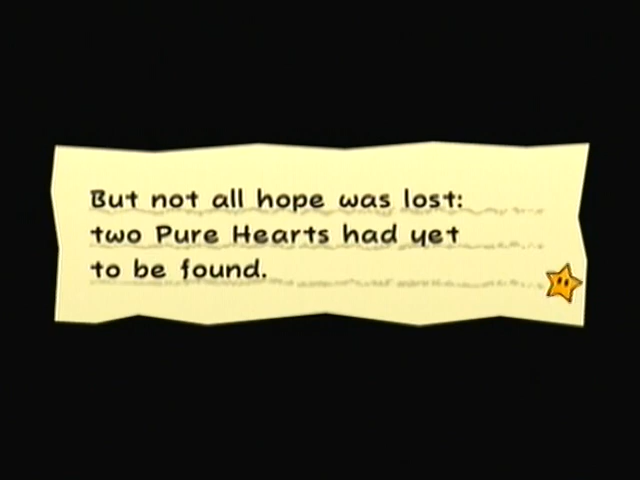 But not all hope was lost:
two Pure Hearts had yet
to be found.